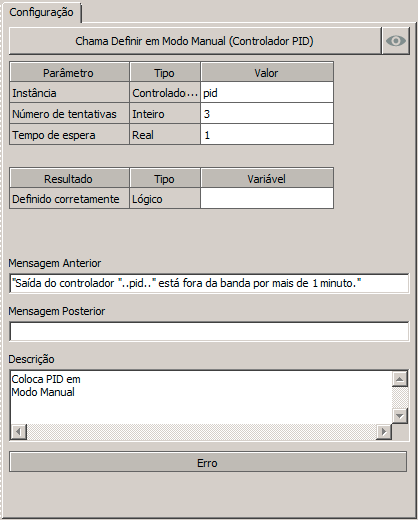 Configuração
Chama Definir em Modo Manual (Controlador PID)
Parâmetro Tipo Valor
Instância Controlado... pid
Número de tentativas Inteiro 3
Tempo de espera Real 1
Resultado Tipo Variável
Definido corretamente Lógico
Mensagem Anterior
"Saída do controlador "..pid.." está fora da banda por mais de 1 minuto."
Mensagem Posterior
Descrição
Coloca PID em
Modo Manual
Erro